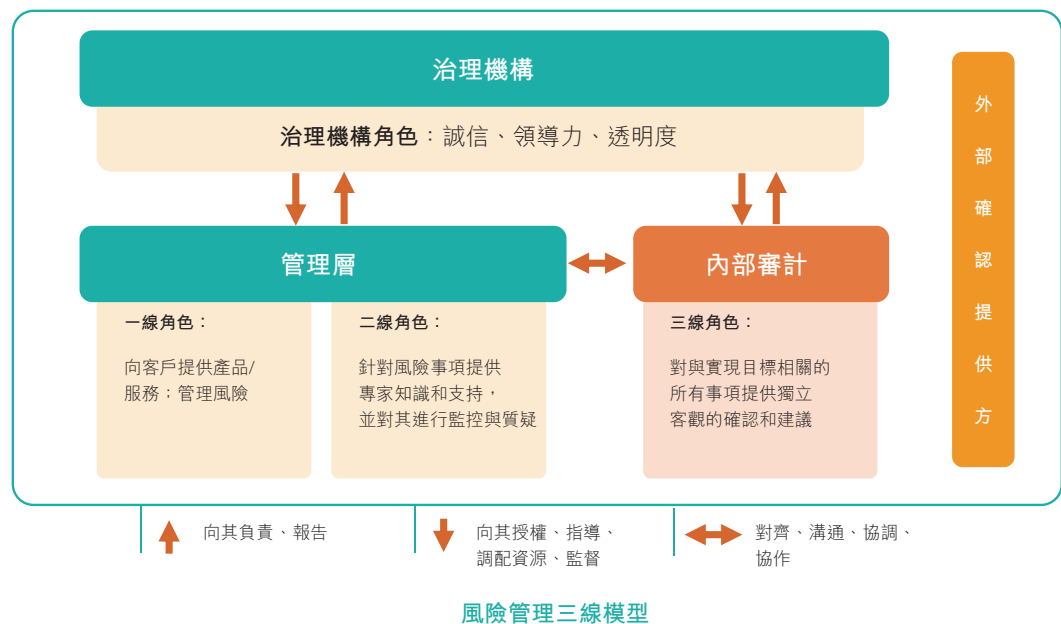 治理機構
治理機構角色：誠信、領導力、透明度
管理層
內部審計
一線角色：
向客戶提供產品/
服務；管理風險
二線角色：
針對風險事項提供
專家知識和支持，
並對其進行監控與質疑
三線角色：
對與實現目標相關的
所有事項提供獨立
客觀的確認和建議
外部確認提供方
向其負責、報告
向其授權、指導、
調配資源、監督
對齊、溝通、協調、
協作
風險管理三線模型